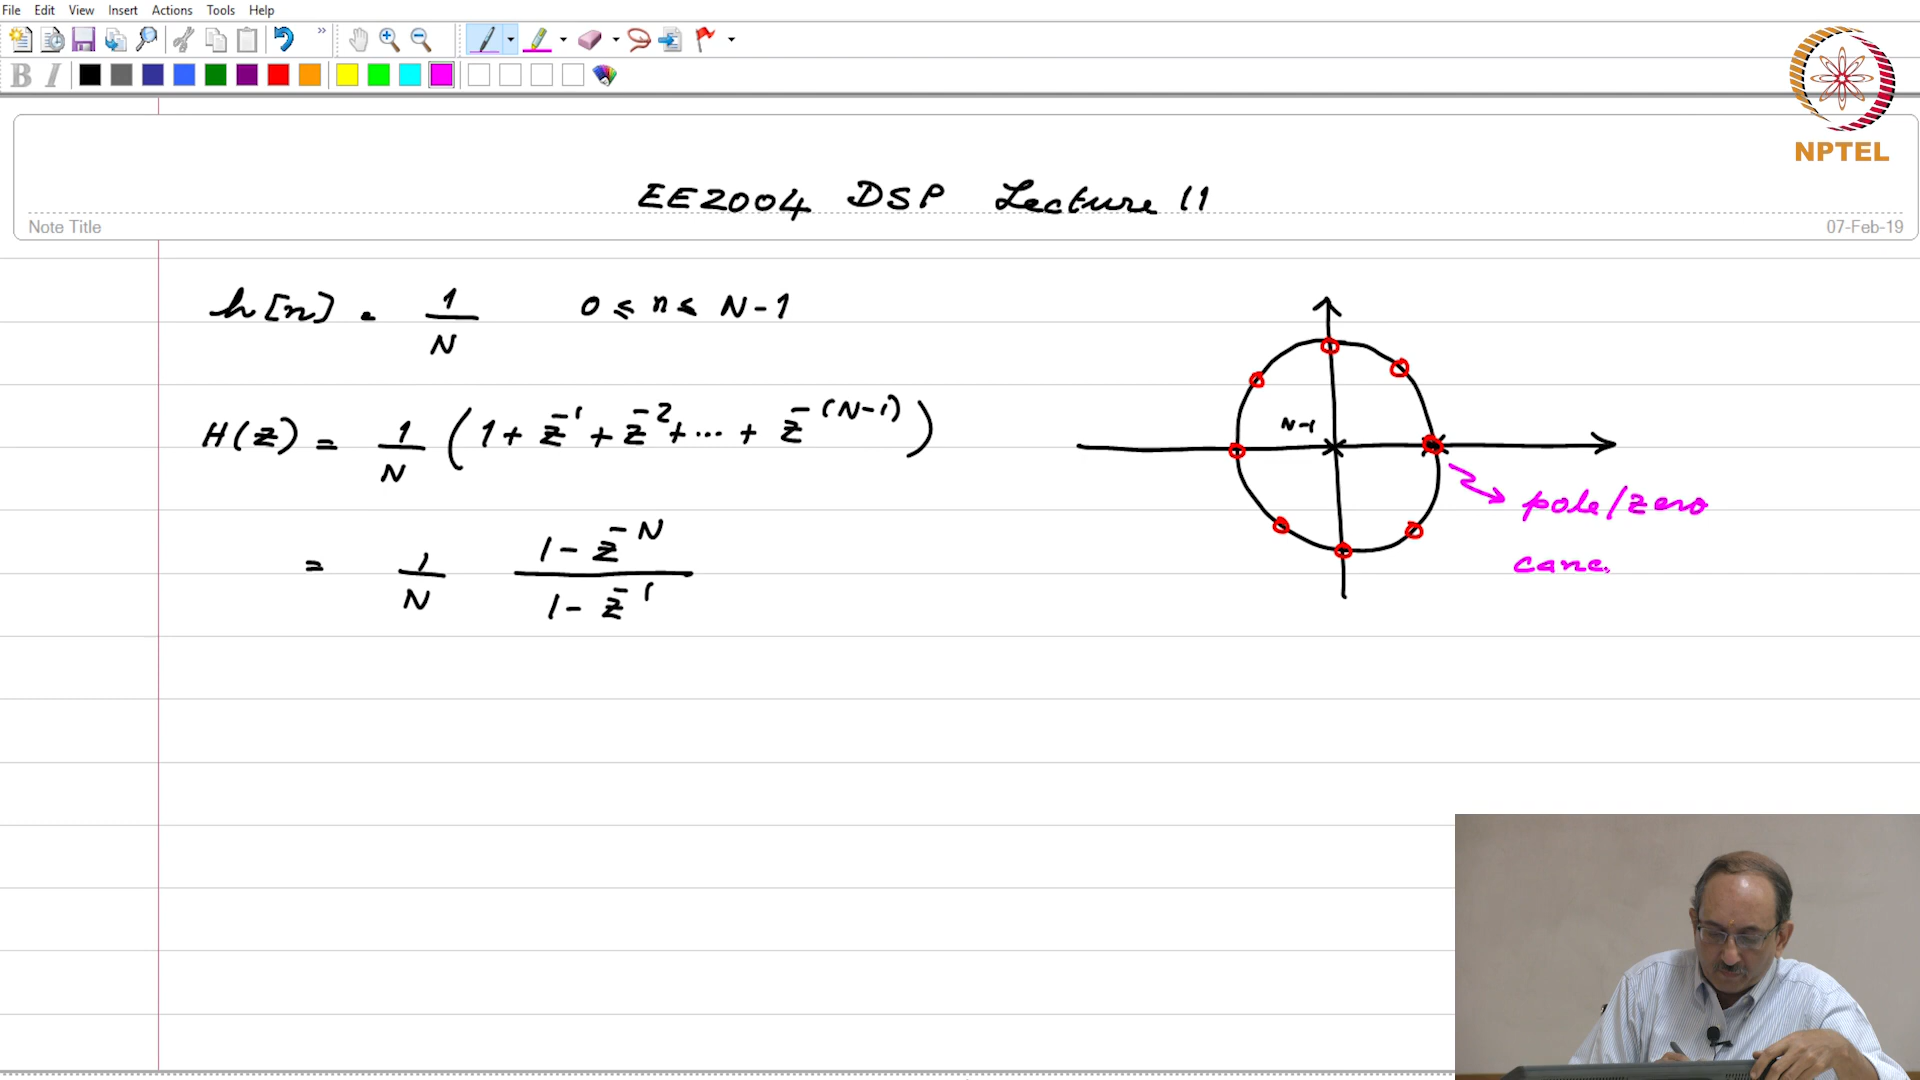 File Edit View Insert Actions Tools Help
B I
NPTEL
EE2004 DSP Lecture 11
Note Title
07-Feb-19
h[n] = 1/N 0 ≤ n ≤ N-1
H(z) = 1/N (1 + z^-1 + z^-2 + ... + z^-(N-1))
= 1/N (1 - z^-N)/(1 - z^-1)
N-1
pole/zero
canc